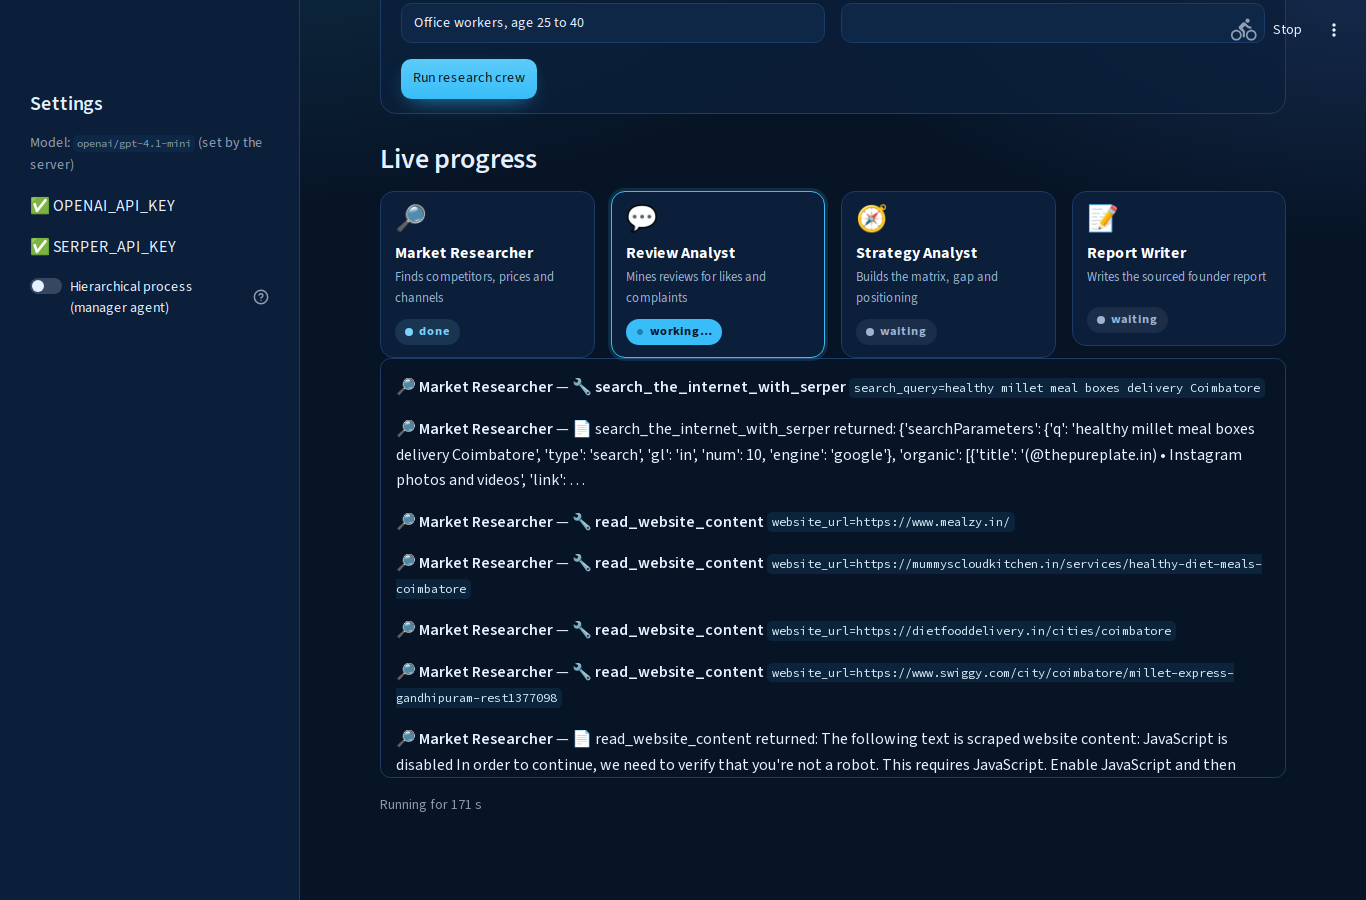 Office workers, age 25 to 40
Stop
Run research crew
Settings
Model: openai/gpt-4.1-mini (set by the
server)
✅ OPENAI_API_KEY
✅ SERPER_API_KEY
Hierarchical process
(manager agent)
Live progress
Market Researcher
Finds competitors, prices and
channels
done
Review Analyst
Mines reviews for likes and
complaints
working...
Strategy Analyst
Builds the matrix, gap and
positioning
waiting
Report Writer
Writes the sourced founder report
waiting
🔎 Market Researcher — 🔧 search_the_internet_with_serper search_query=healthy millet meal boxes delivery Coimbatore
🔎 Market Researcher — 📄 search_the_internet_with_serper returned: {'searchParameters': {'q': 'healthy millet meal boxes
delivery Coimbatore', 'type': 'search', 'gl': 'in', 'num': 10, 'engine': 'google'}, 'organic': [{'title': '(@thepureplate.in) • Instagram
photos and videos', 'link': …
🔎 Market Researcher — 🔧 read_website_content website_url=https://www.mealzy.in/
🔎 Market Researcher — 🔧 read_website_content website_url=https://mummyscloudkitchen.in/services/healthy-diet-meals-
coimbatore
🔎 Market Researcher — 🔧 read_website_content website_url=https://dietfooddelivery.in/cities/coimbatore
🔎 Market Researcher — 🔧 read_website_content website_url=https://www.swiggy.com/city/coimbatore/millet-express-
gandhipuram-rest1377098
🔎 Market Researcher — 📄 read_website_content returned: The following text is scraped website content: JavaScript is
disabled In order to continue, we need to verify that you're not a robot. This requires JavaScript. Enable JavaScript and then
Running for 171 s